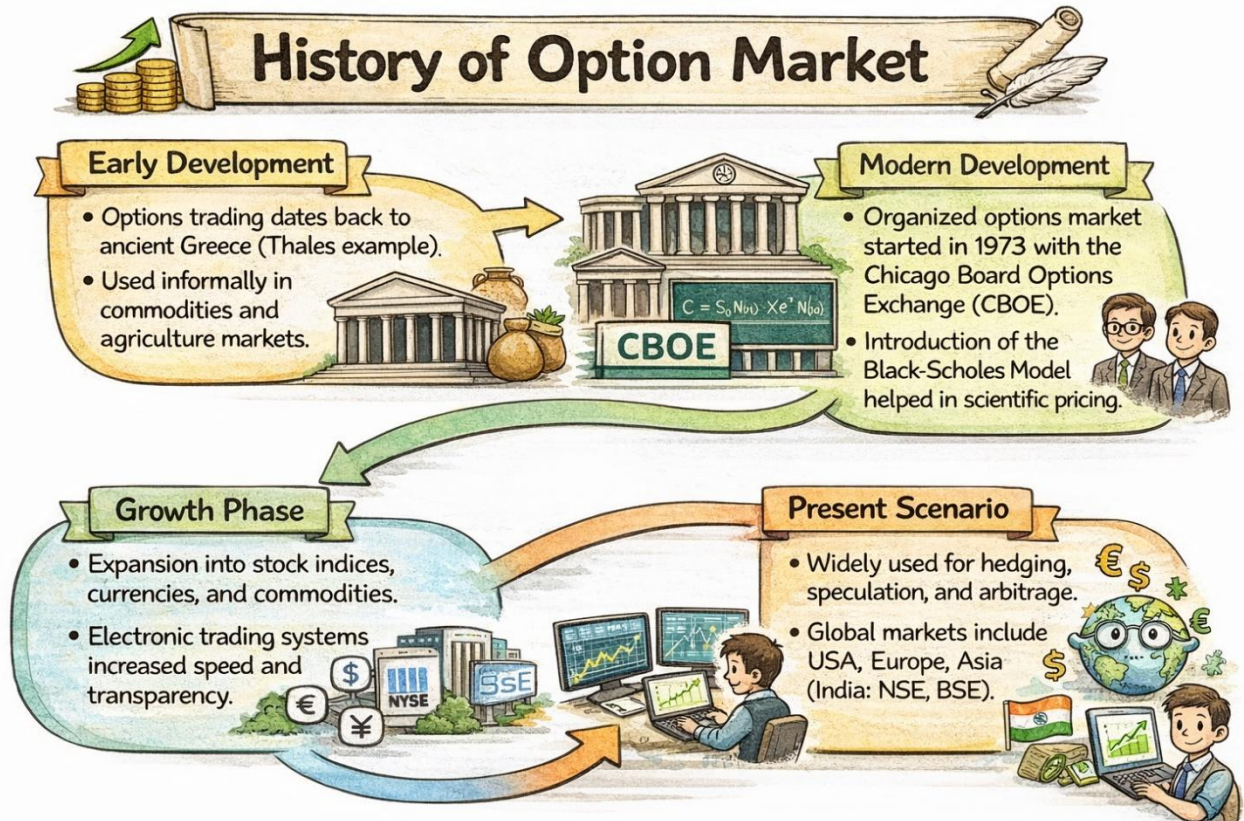 History of Option Market
Early Development
• Options trading dates back to
ancient Greece (Thales example).
• Used informally in
commodities and
agriculture markets.
C = S₀ N(d) · Xe^r N(d)
CBOE
Modern Development
• Organized options market
started in 1973 with the
Chicago Board Options
Exchange (CBOE).
• Introduction of the
Black-Scholes Model
helped in scientific pricing.
Growth Phase
• Expansion into stock indices,
currencies, and commodities.
• Electronic trading systems
increased speed and
transparency.
$
€
¥
NYSE
BSE
Present Scenario
• Widely used for hedging,
speculation, and arbitrage.
• Global markets include
USA, Europe, Asia
(India: NSE, BSE).
€
$
€
$